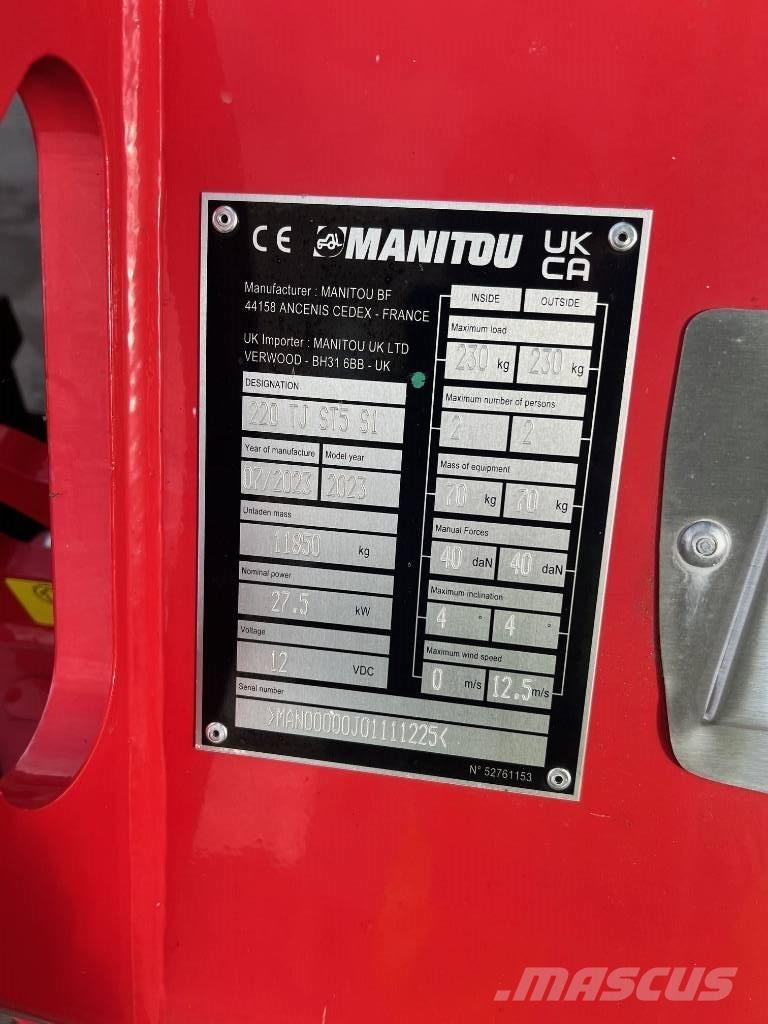 CE MANITOU UK CA
Manufacturer : MANITOU BF
44158 ANCENIS CEDEX - FRANCE
UK Importer : MANITOU UK LTD
VERWOOD - BH31 6BB - UK
DESIGNATION
220 TJ ST5 S1
Year of manufacture Model year
07/2023 2023
Unladen mass
11850 kg
Nominal power
27.5 kW
Voltage
12 VDC
Serial number
>MAN00000J01111225<
INSIDE OUTSIDE
Maximum load
230 kg 230 kg
Maximum number of persons
2 2
Mass of equipment
70 kg 70 kg
Manual Forces
40 daN 40 daN
Maximum inclination
4 ° 4 °
Maximum wind speed
0 m/s 12.5 m/s
N° 52761153
MASCUS